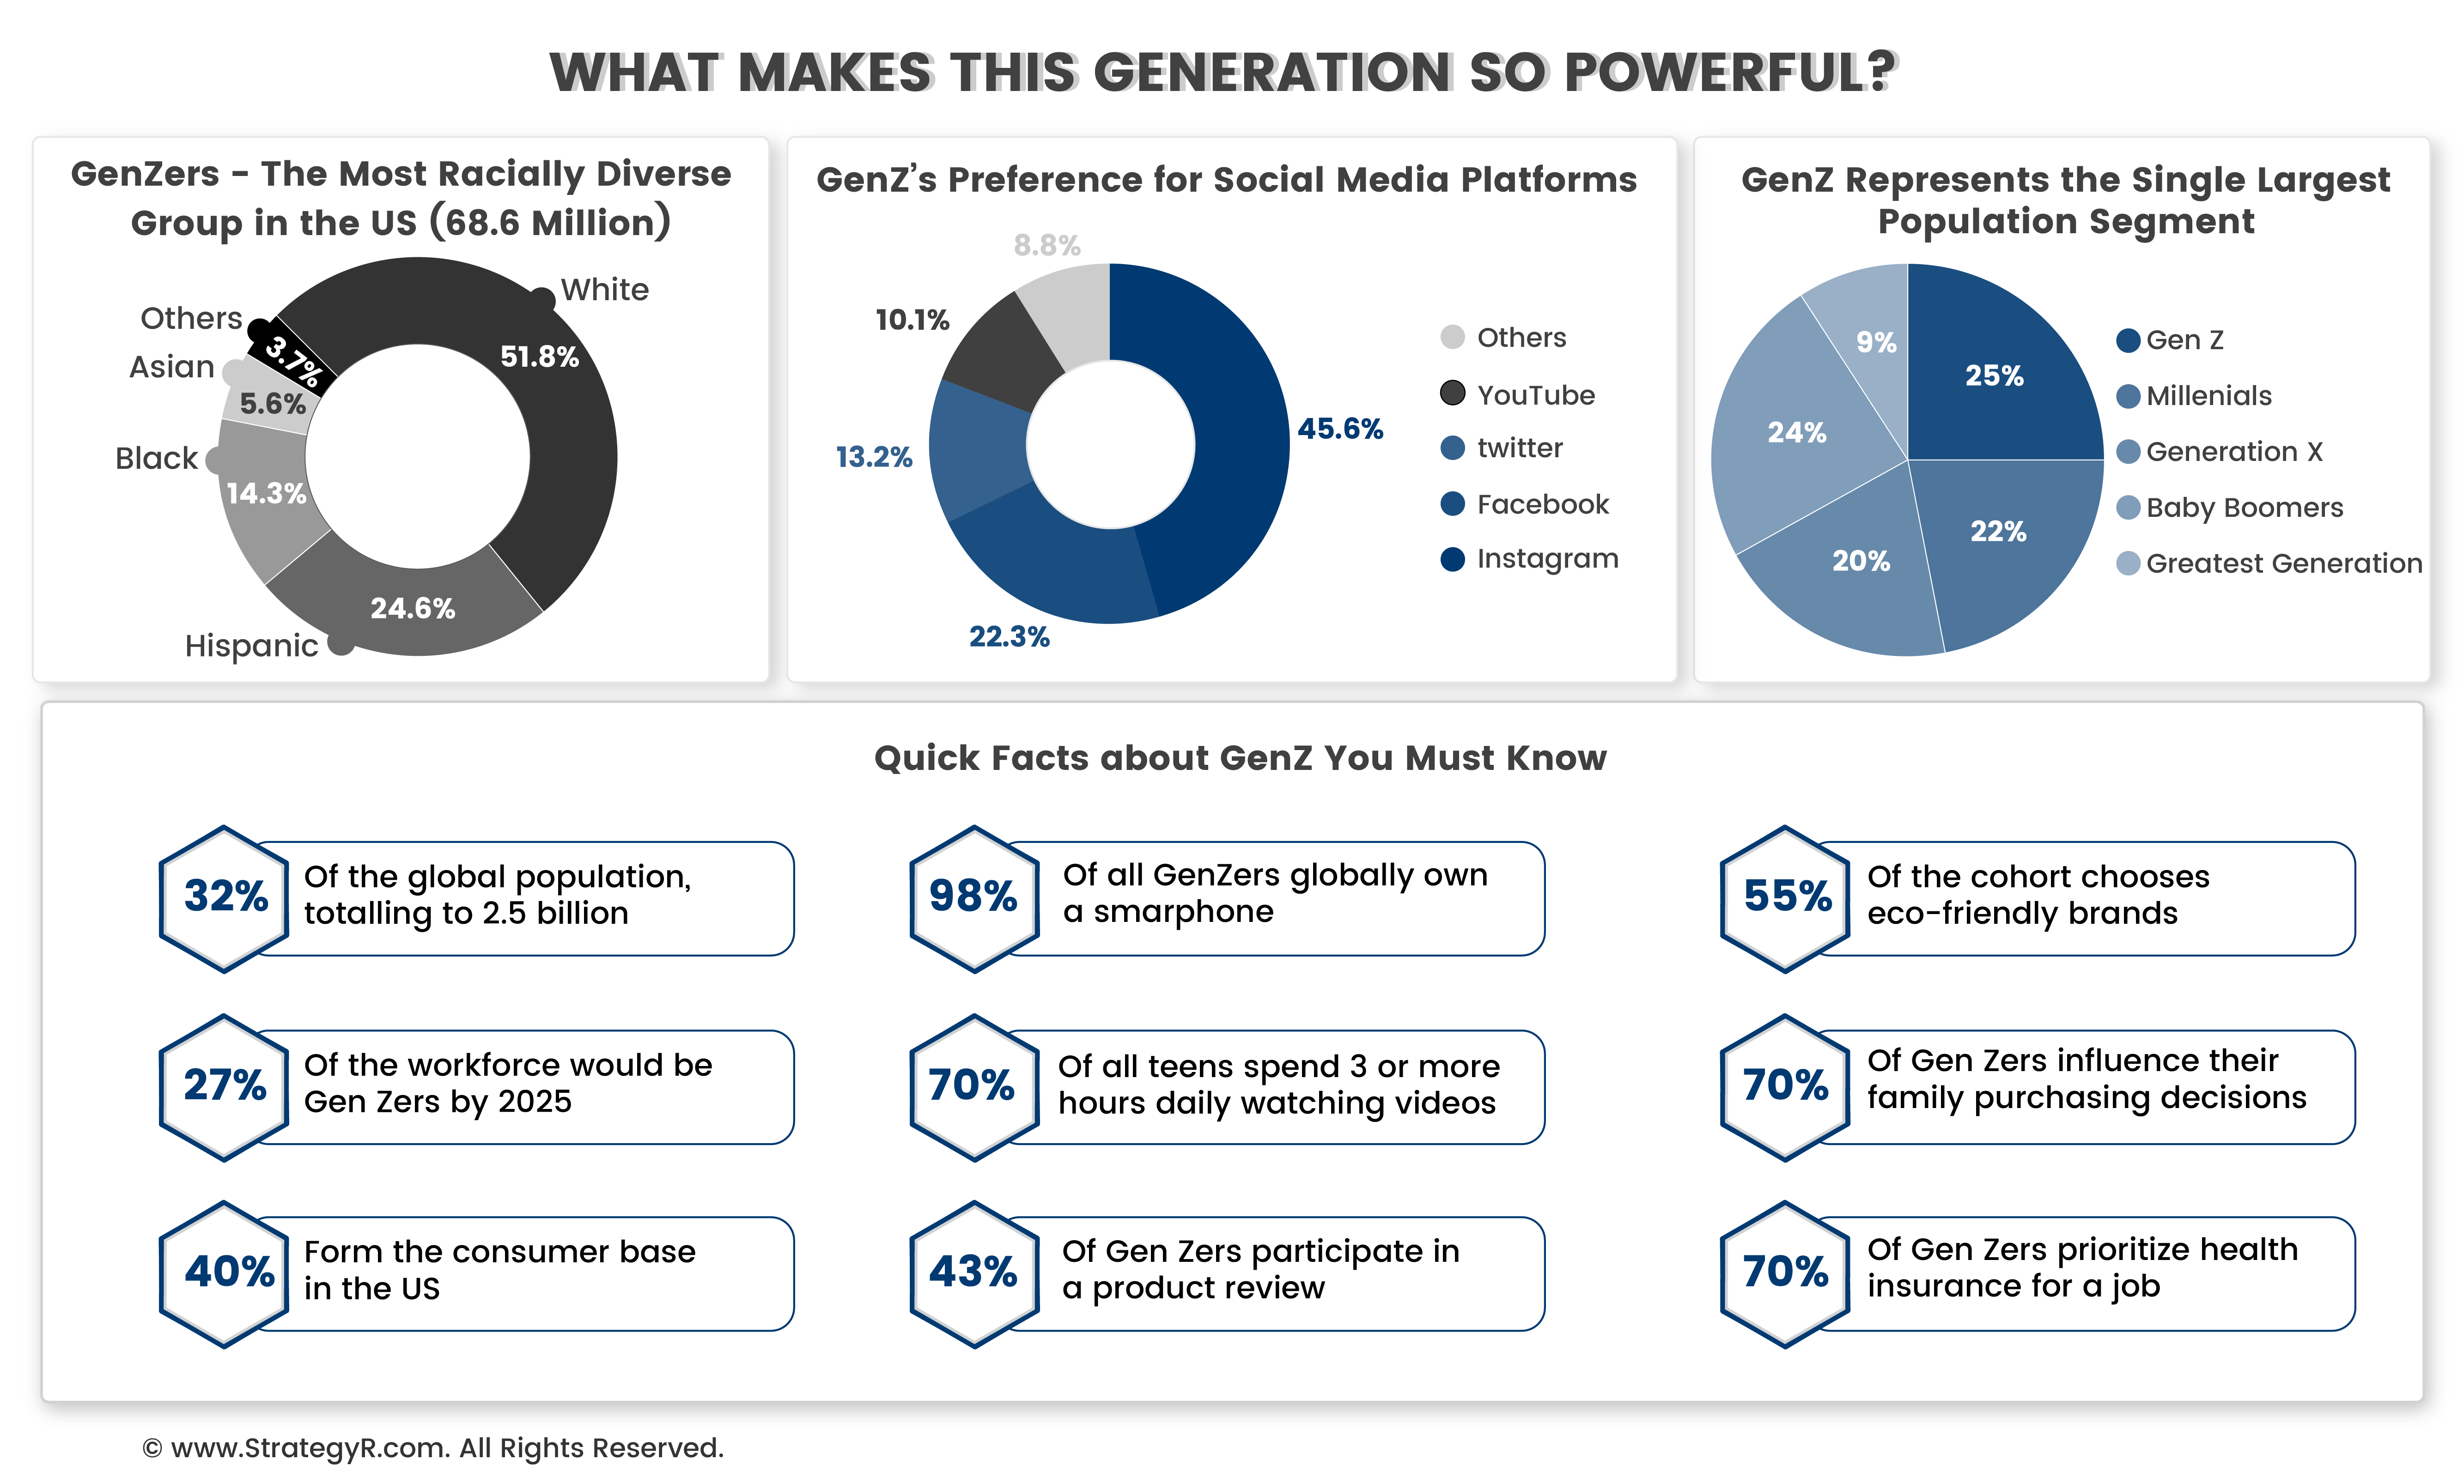 WHAT MAKES THIS GENERATION SO POWERFUL?
GenZers - The Most Racially Diverse
Group in the US (68.6 Million)
White
Others
Asian
Black
Hispanic
51.8%
3.7%
5.6%
14.3%
24.6%
GenZ's Preference for Social Media Platforms
8.8%
10.1%
13.2%
22.3%
45.6%
Others
YouTube
twitter
Facebook
Instagram
GenZ Represents the Single Largest
Population Segment
9%
25%
24%
22%
20%
Gen Z
Millenials
Generation X
Baby Boomers
Greatest Generation
Quick Facts about GenZ You Must Know
32%
Of the global population,
totalling to 2.5 billion
98%
Of all GenZers globally own
a smarphone
55%
Of the cohort chooses
eco-friendly brands
27%
Of the workforce would be
Gen Zers by 2025
70%
Of all teens spend 3 or more
hours daily watching videos
70%
Of Gen Zers influence their
family purchasing decisions
40%
Form the consumer base
in the US
43%
Of Gen Zers participate in
a product review
70%
Of Gen Zers prioritize health
insurance for a job
© www.StrategyR.com. All Rights Reserved.